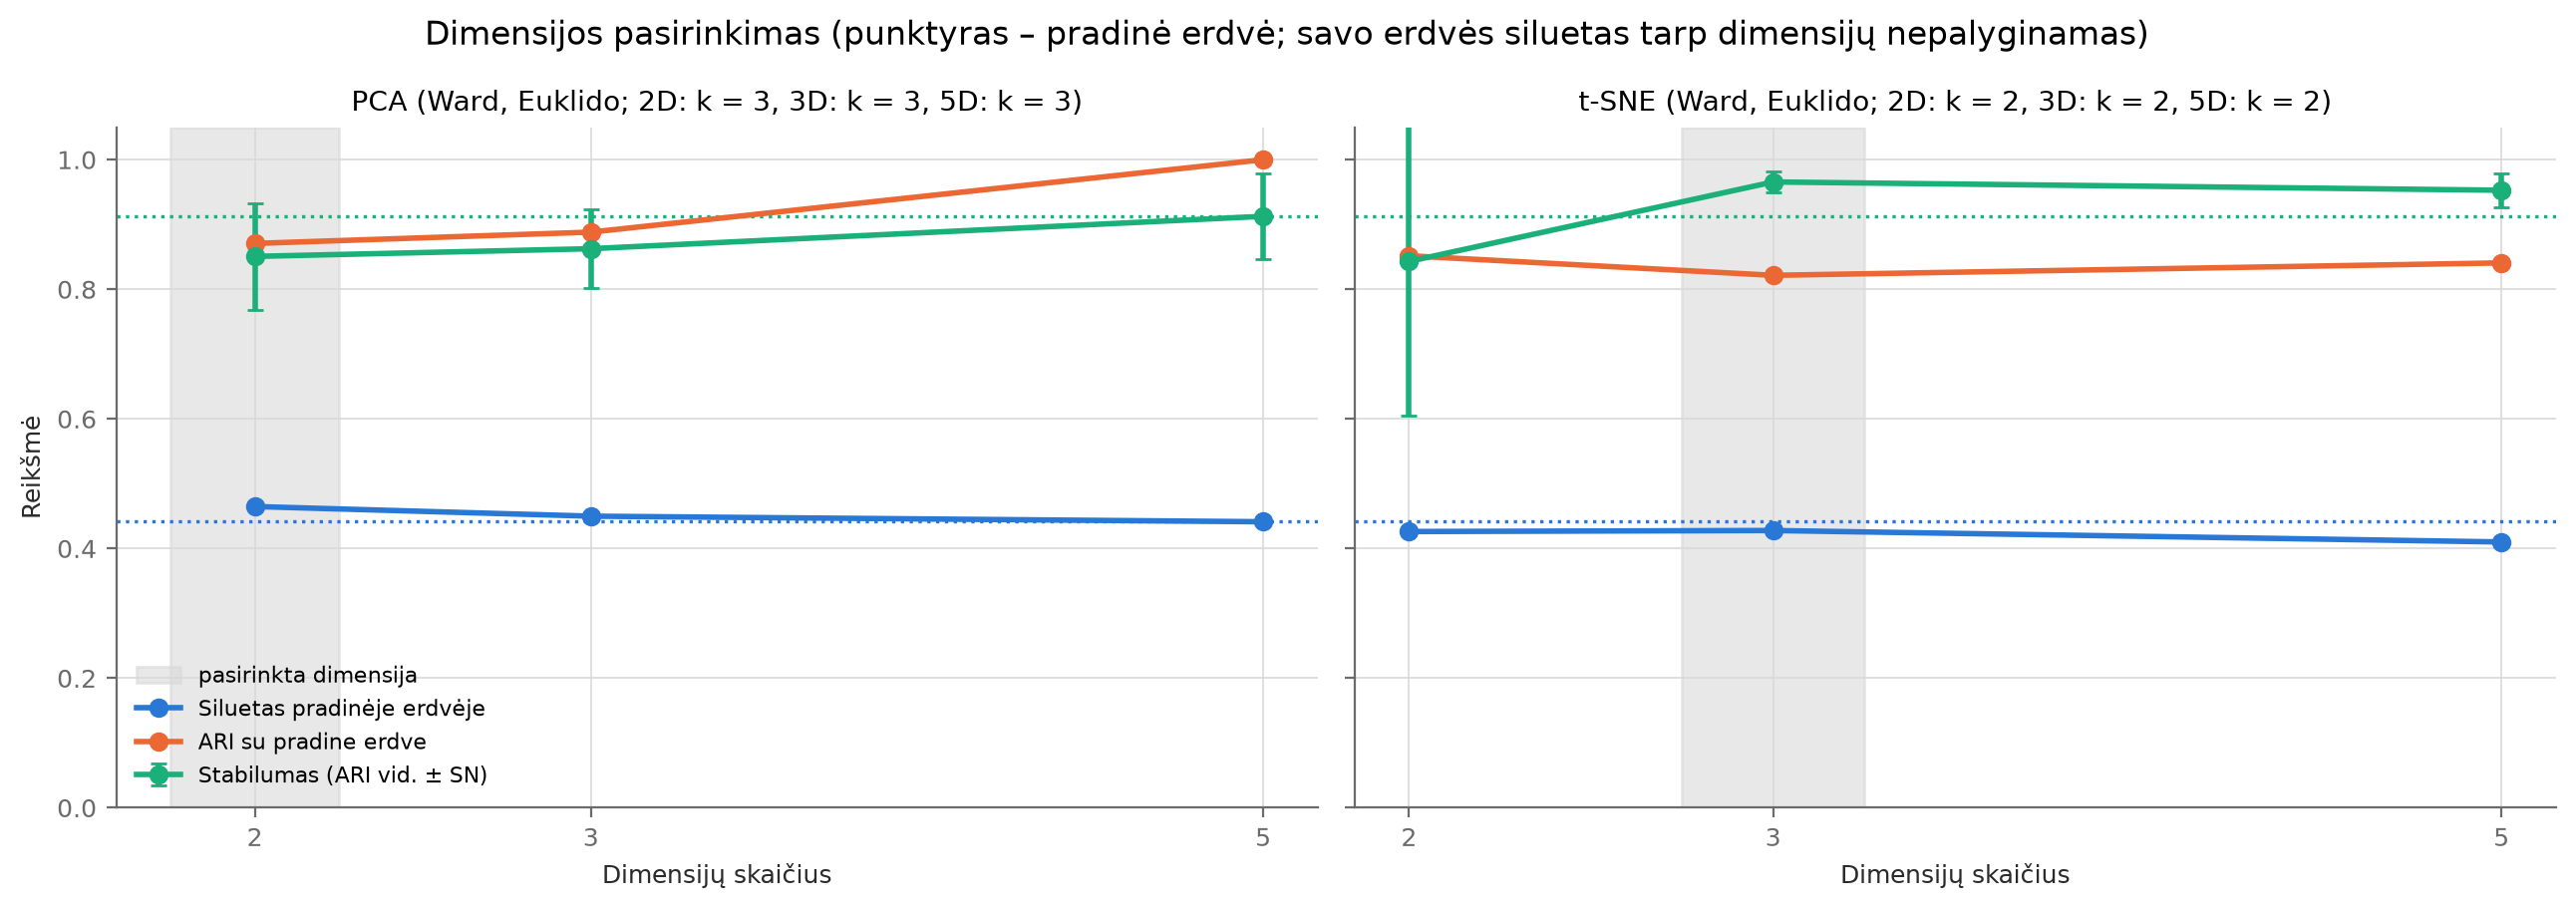 Dimensijos pasirinkimas (punktyras – pradinė erdvė; savo erdvės siluetas tarp dimensijų nepalyginamas)
PCA (Ward, Euklido; 2D: k = 3, 3D: k = 3, 5D: k = 3)
t-SNE (Ward, Euklido; 2D: k = 2, 3D: k = 2, 5D: k = 2)
Reikšmė
1.0
0.8
0.6
0.4
0.2
0.0
pasirinkta dimensija
Siluetas pradinėje erdvėje
ARI su pradine erdve
Stabilumas (ARI vid. ± SN)
2 3 5
2 3 5
Dimensijų skaičius
Dimensijų skaičius